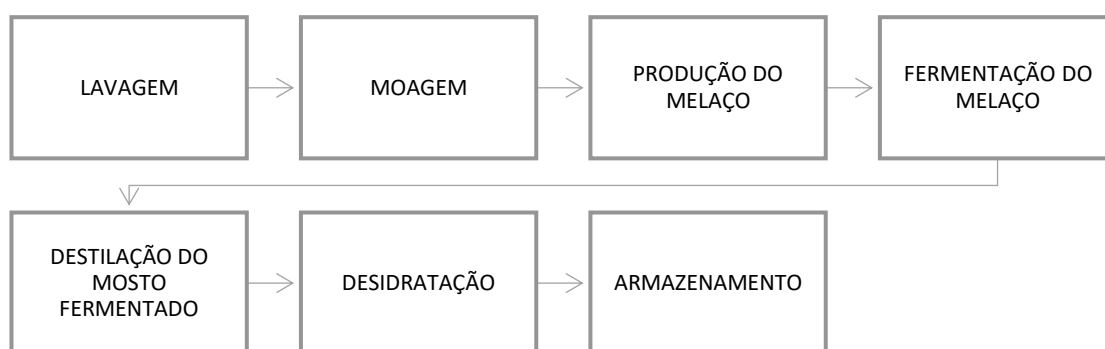 LAVAGEM
MOAGEM
PRODUÇÃO DO
MELAÇO
FERMENTAÇÃO DO
MELAÇO
DESTILAÇÃO DO
MOSTO
FERMENTADO
DESIDRATAÇÃO
ARMAZENAMENTO